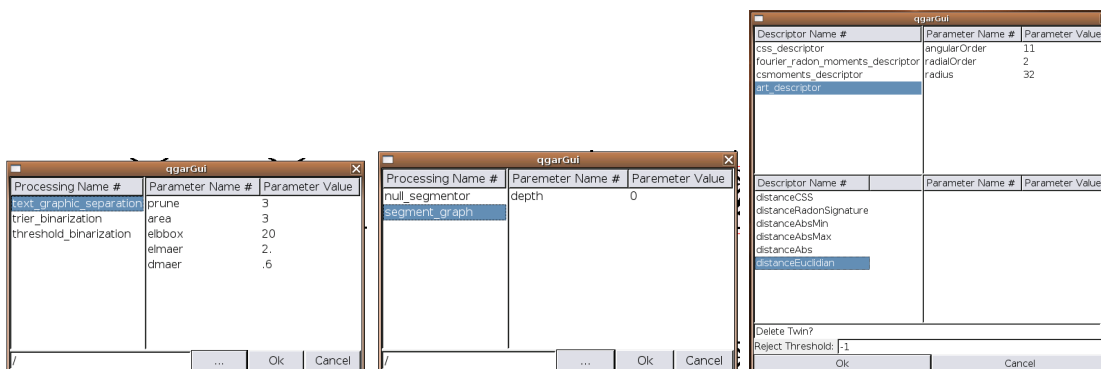 qgarGui
Processing Name # Parameter Name # Parameter Value
text_graphic_separation prune 3
trier_binarization area 3
threshold_binarization elbbox 20
elmaer 2.
dmaer .6
/ ... Ok Cancel
qgarGui
Processing Name # Paremeter Name # Paremeter Value
null_segmentor depth 0
segment_graph
/ ... Ok Cancel
qgarGui
Descriptor Name # Parameter Name # Parameter Value
css_descriptor angularOrder 11
fourier_radon_moments_descriptor radialOrder 2
csmoments_descriptor radius 32
art_descriptor
Descriptor Name # Parameter Name # Parameter Value
distanceCSS
distanceRadonSignature
distanceAbsMin
distanceAbsMax
distanceAbs
distanceEuclidian
Delete Twin?
Reject Threshold: -1
Ok Cancel